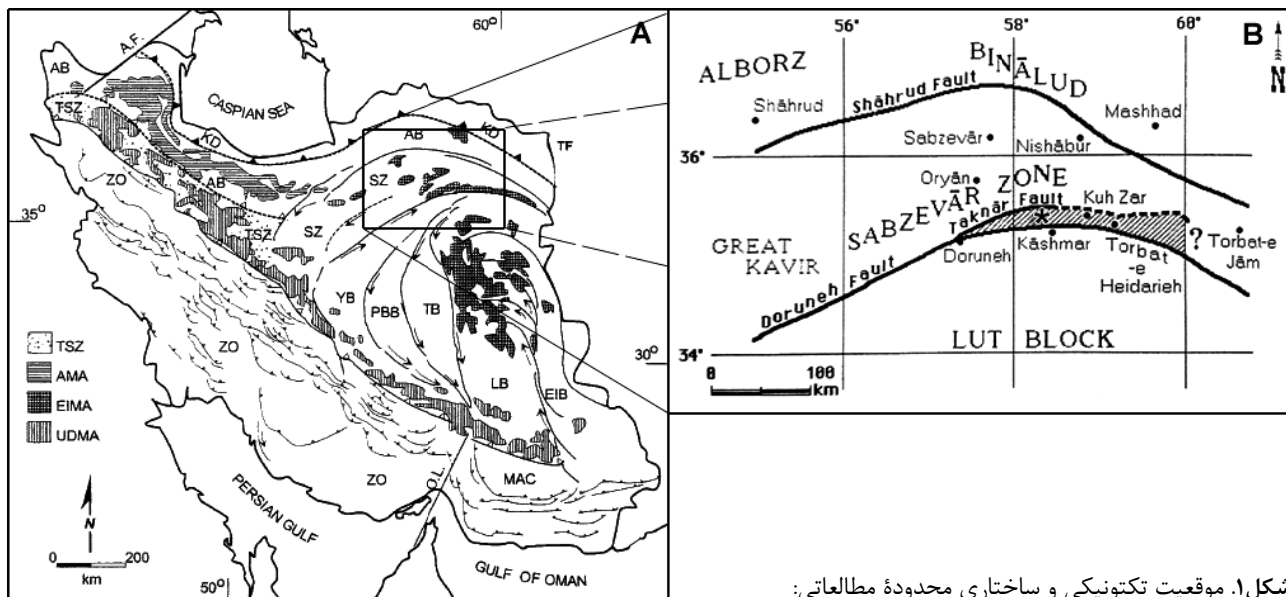 A
60°
A.F.
AB
TSZ
CASPIAN SEA
KD
AB
KD
TF
ZO
AB
SZ
35°
TSZ
SZ
YB
PBB
TB
ZO
30°
LB
EIB
TSZ
AMA
EIMA
UDMA
ZO
MAC
O.L.
PERSIAN GULF
N
0 200
km
GULF OF OMAN
50°
B
56° 58° 60°
N
ALBORZ
BINĀLUD
Shāhrud Fault
Shāhrud
Mashhad
Sabzevār
Nishābur
36°
Oryān
SABZEVĀR ZONE
Taknār Fault
Kuh Zar
GREAT
KAVIR
Doruneh
Kāshmar
Torbat
-e
Heidarieh
?
Torbat-e
Jām
Doruneh Fault
34°
LUT BLOCK
0 100
km
شکل۱. موقعیت تکتونیکی و ساختاری محدودهٔ مطالعاتی: